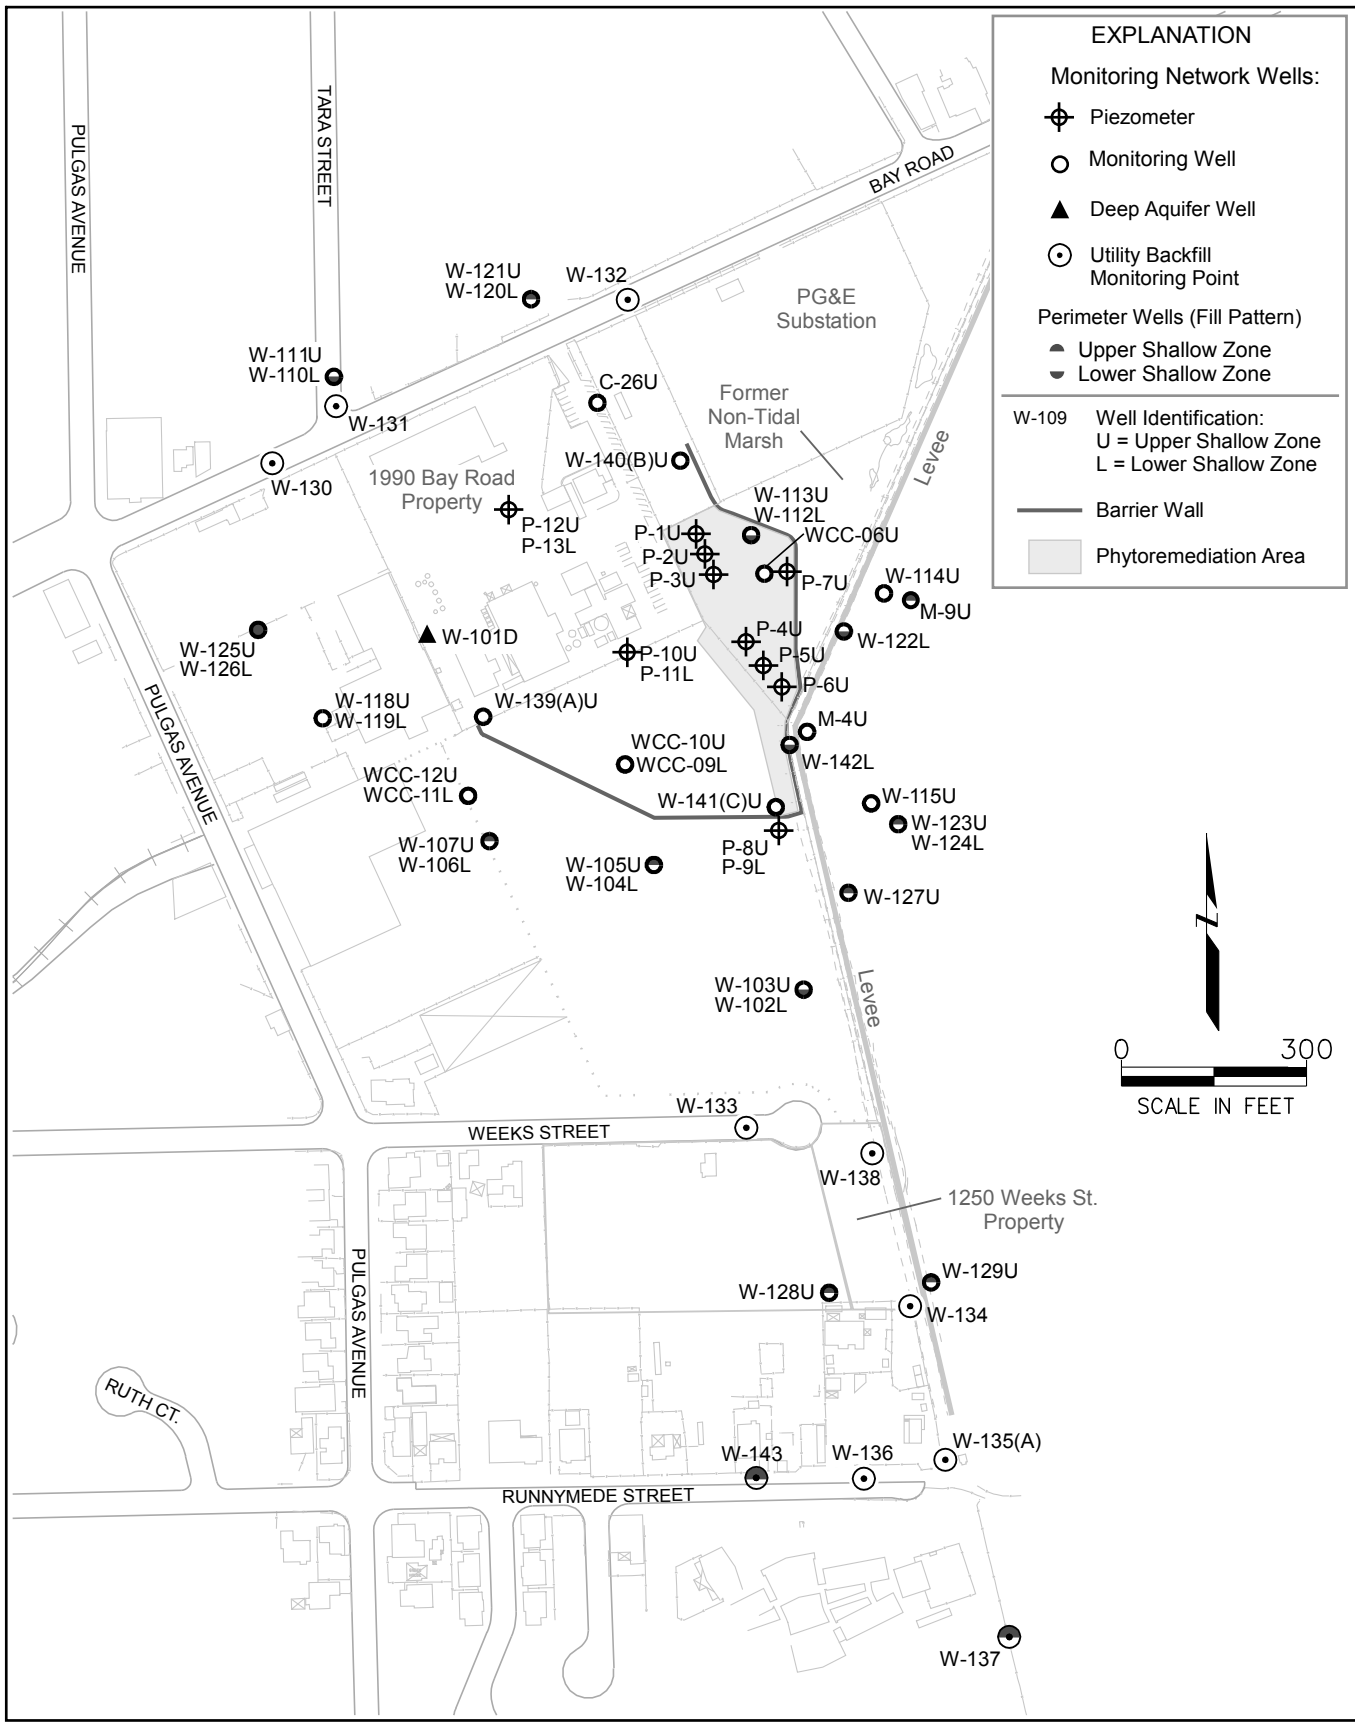 EXPLANATION
Monitoring Network Wells:
Piezometer
Monitoring Well
Deep Aquifer Well
Utility Backfill
Monitoring Point
Perimeter Wells (Fill Pattern)
Upper Shallow Zone
Lower Shallow Zone
W-109
Well Identification:
U = Upper Shallow Zone
L = Lower Shallow Zone
Barrier Wall
Phytoremediation Area
PULGAS AVENUE
TARA STREET
BAY ROAD
W-121U
W-120L
W-132
PG&E
Substation
W-111U
W-110L
W-131
C-26U
Former
Non-Tidal
Marsh
Levee
W-130
1990 Bay Road
Property
W-140(B)U
W-113U
W-112L
WCC-06U
P-12U
P-13L
P-1U
P-2U
P-3U
P-7U
W-114U
M-9U
W-122L
W-125U
W-126L
W-101D
P-10U
P-11L
P-4U
P-5U
P-6U
PULGAS AVENUE
W-118U
W-119L
W-139(A)U
M-4U
W-142L
WCC-10U
WCC-09L
WCC-12U
WCC-11L
W-141(C)U
W-115U
W-123U
W-124L
W-107U
W-106L
P-8U
P-9L
W-105U
W-104L
W-127U
Z
W-103U
W-102L
Levee
0 300
SCALE IN FEET
W-133
WEEKS STREET
W-138
1250 Weeks St.
Property
PULGAS AVENUE
W-129U
W-128U
W-134
RUTH CT.
W-143
W-136
W-135(A)
RUNNYMEDE STREET
W-137